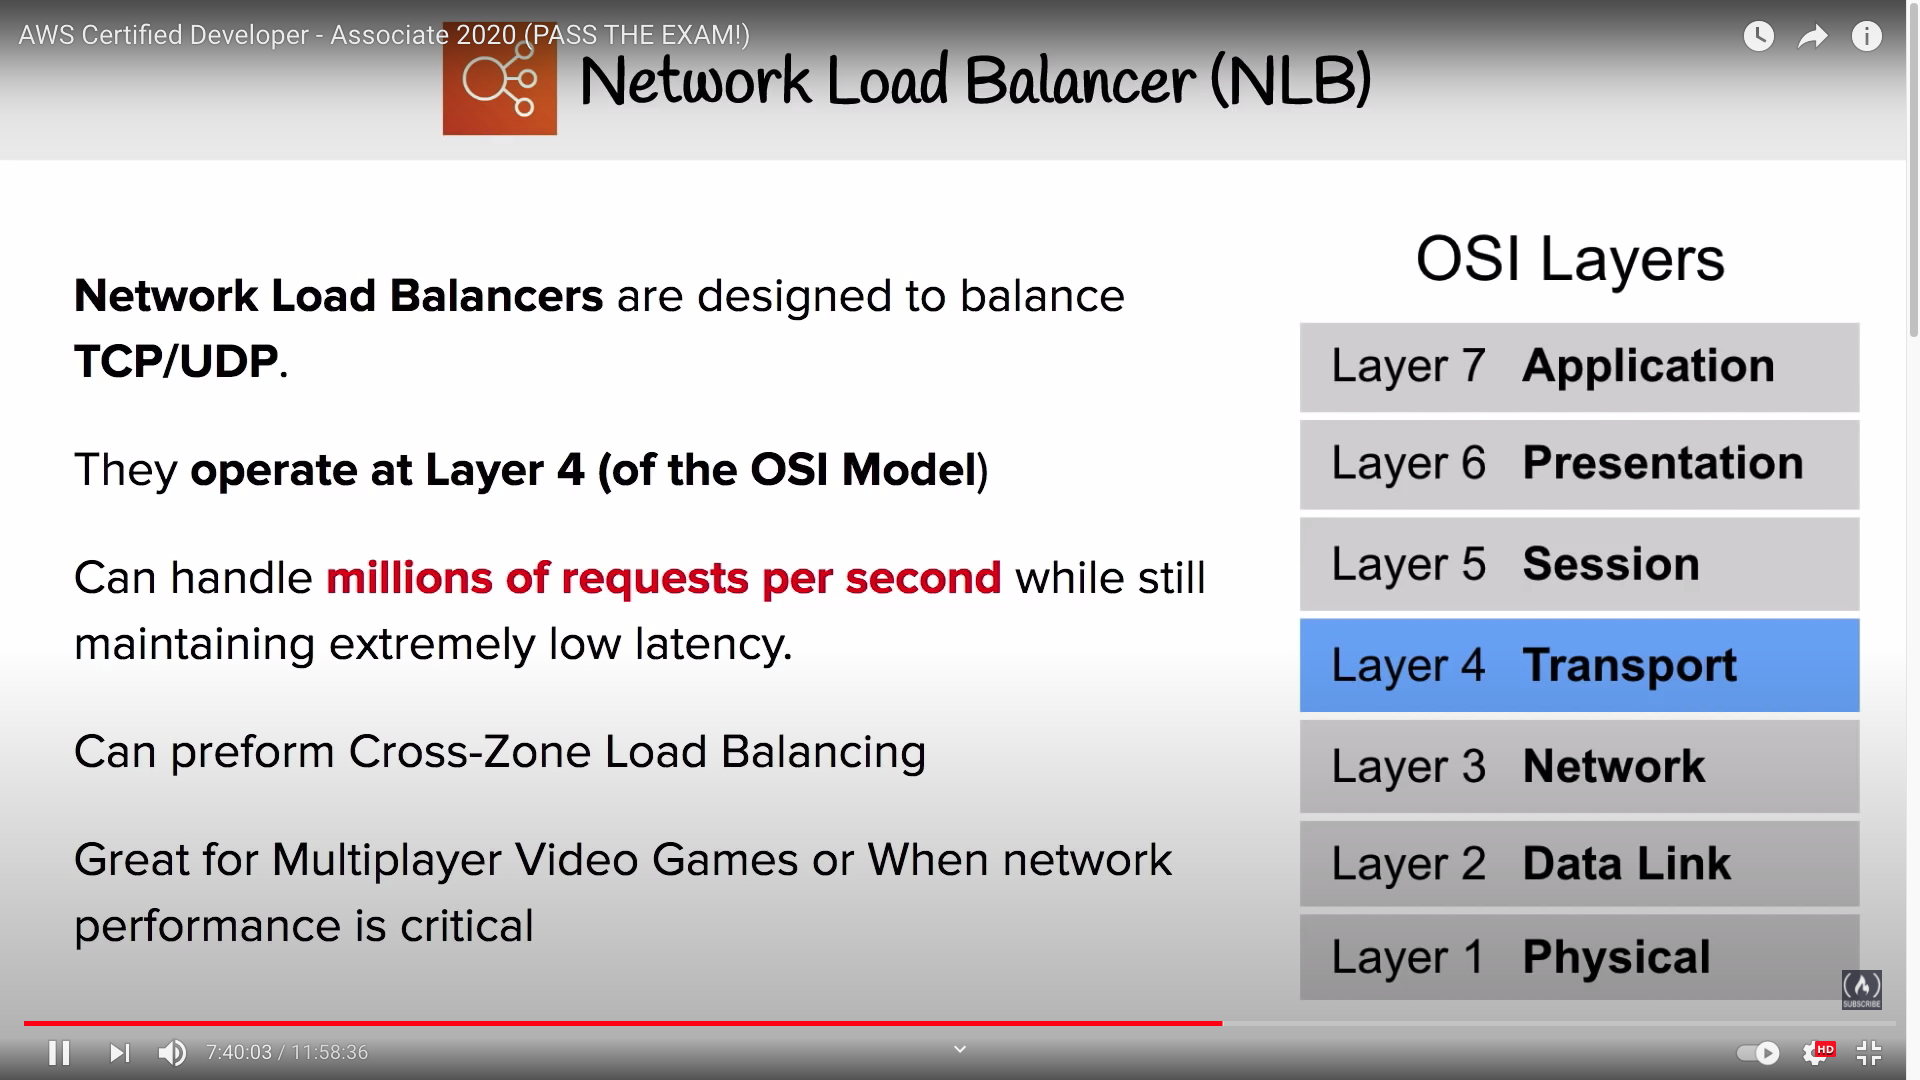 AWS Certified Developer - Associate 2020 (PASS THE EXAM!)
Network Load Balancer (NLB)
Network Load Balancers are designed to balance
TCP/UDP.
They operate at Layer 4 (of the OSI Model)
Can handle millions of requests per second while still
maintaining extremely low latency.
Can preform Cross-Zone Load Balancing
Great for Multiplayer Video Games or When network
performance is critical
OSI Layers
Layer 7 Application
Layer 6 Presentation
Layer 5 Session
Layer 4 Transport
Layer 3 Network
Layer 2 Data Link
Layer 1 Physical
SUBSCRIBE
7:40:03 / 11:58:36
HD